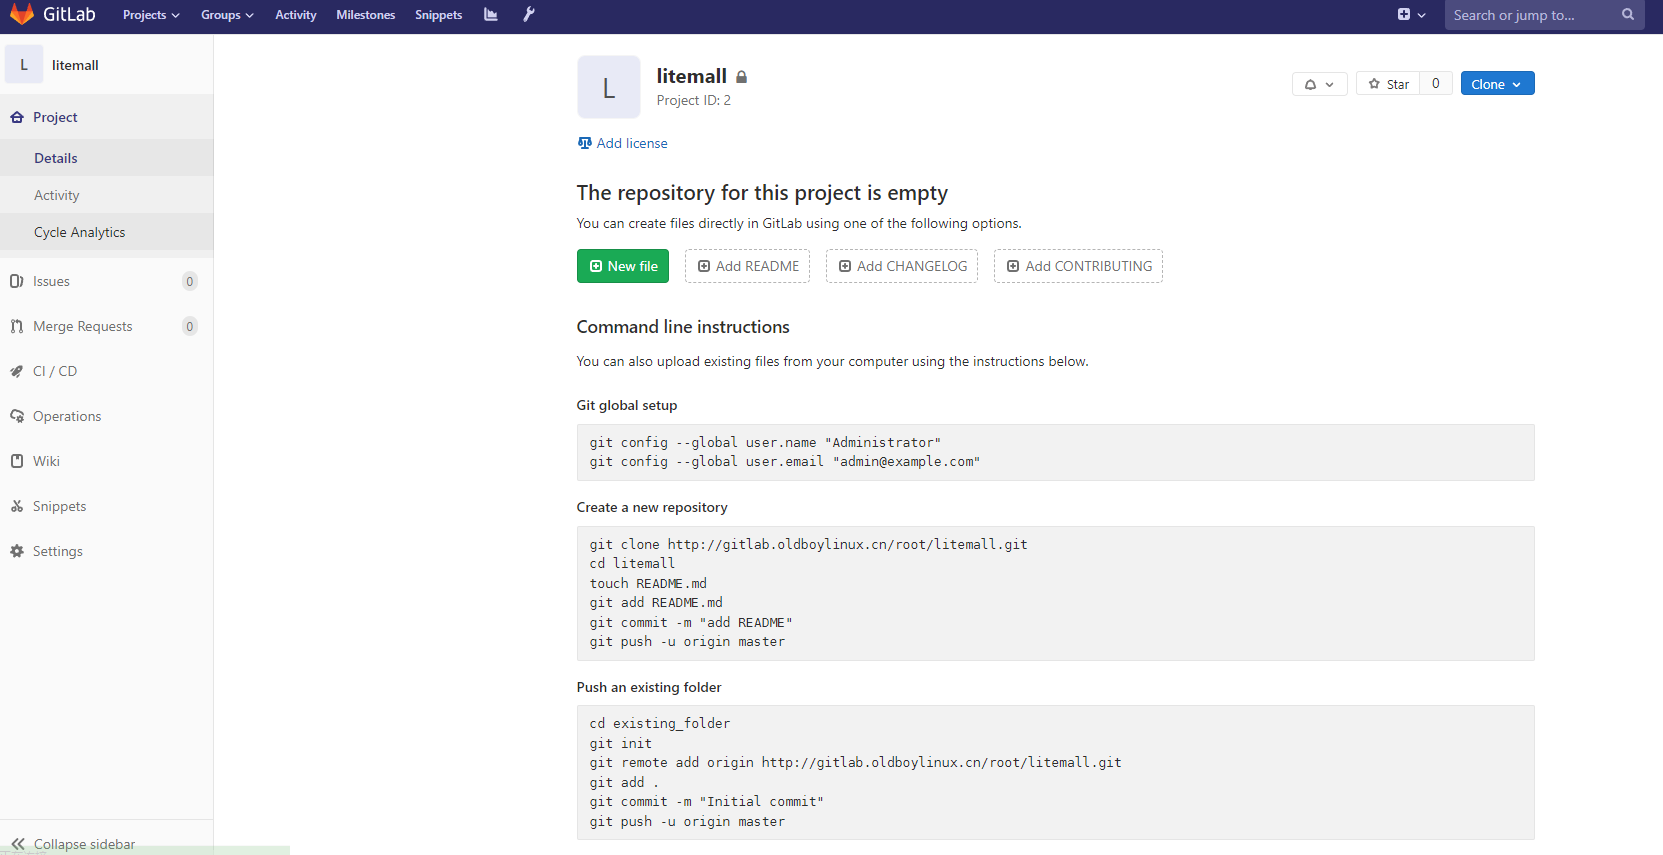 GitLab Projects Groups Activity Milestones Snippets Search or jump to...
L litemall
Project
Details
Activity
Cycle Analytics
Issues 0
Merge Requests 0
CI / CD
Operations
Wiki
Snippets
Settings
Collapse sidebar
L
litemall
Project ID: 2
Star 0 Clone
Add license
The repository for this project is empty
You can create files directly in GitLab using one of the following options.
New file Add README Add CHANGELOG Add CONTRIBUTING
Command line instructions
You can also upload existing files from your computer using the instructions below.
Git global setup
git config --global user.name "Administrator"
git config --global user.email "admin@example.com"
Create a new repository
git clone http://gitlab.oldboylinux.cn/root/litemall.git
cd litemall
touch README.md
git add README.md
git commit -m "add README"
git push -u origin master
Push an existing folder
cd existing_folder
git init
git remote add origin http://gitlab.oldboylinux.cn/root/litemall.git
git add .
git commit -m "Initial commit"
git push -u origin master